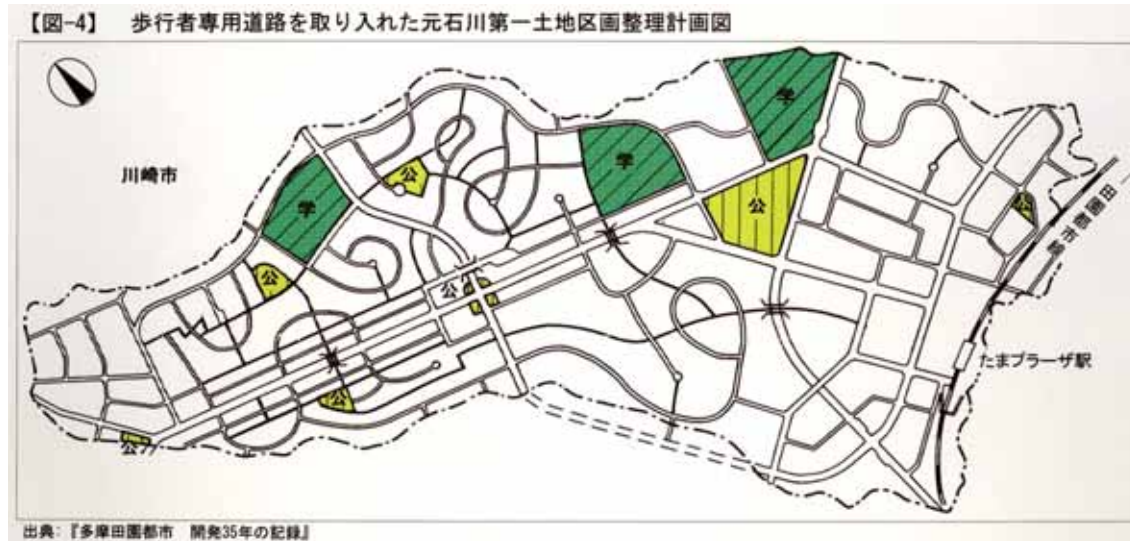 【図-4】 歩行者専用道路を取り入れた元石川第一土地区画整理計画図
学
川崎市
公
学
学
公
公
公
公
田園都市線
たまプラーザ駅
公
公
出典:『多摩田園都市 開発35年の記録』